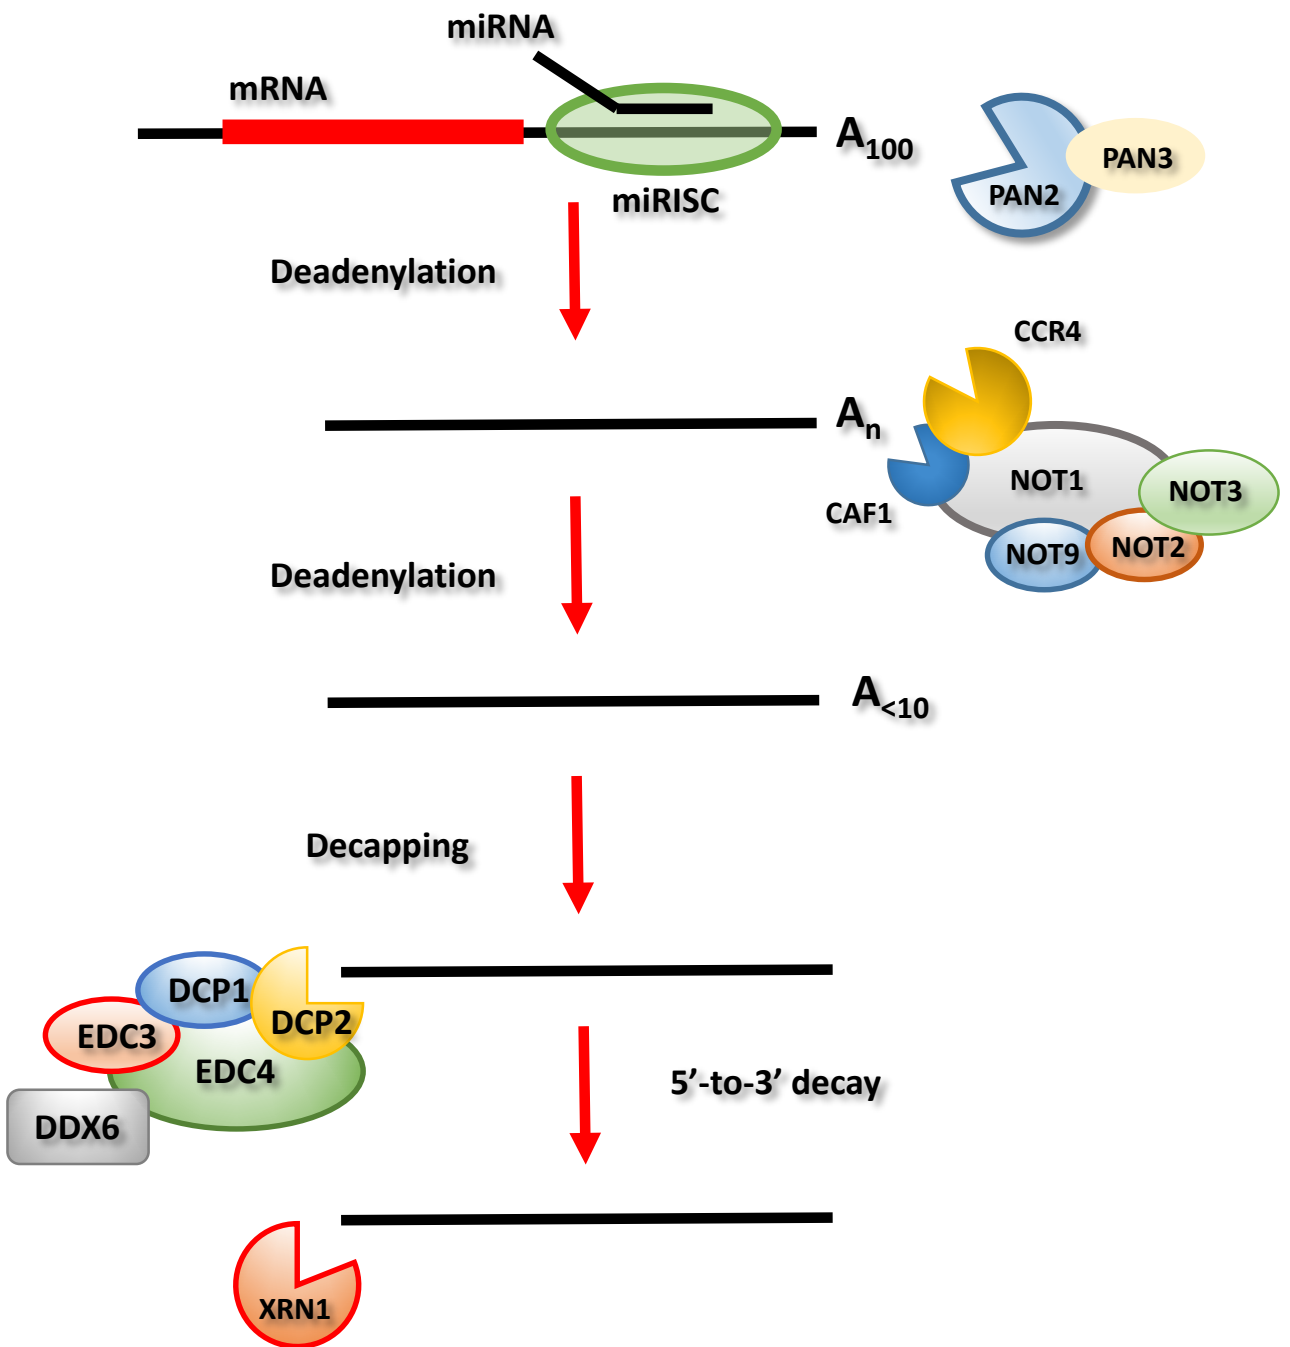 miRNA
mRNA
A100
PAN3
PAN2
miRISC
Deadenylation
CCR4
An
NOT1
NOT3
CAF1
NOT9
NOT2
Deadenylation
A<10
Decapping
DCP1
DCP2
EDC3
EDC4
5’-to-3’ decay
DDX6
XRN1